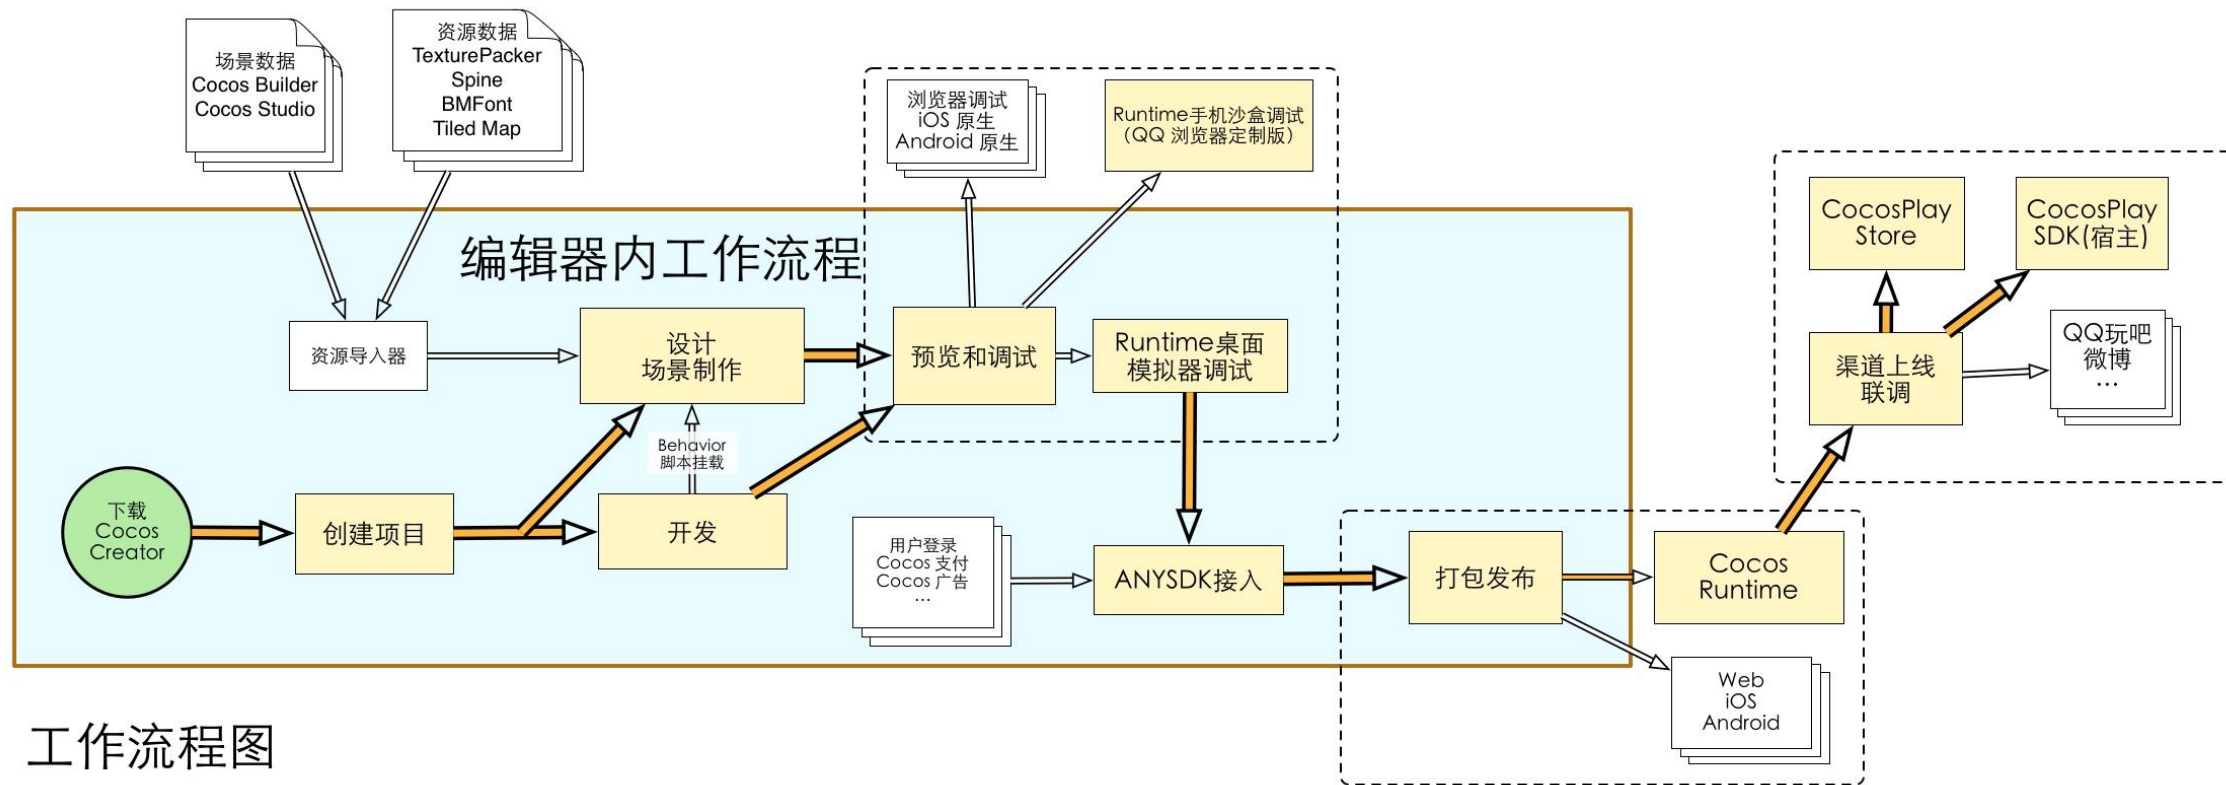 场景数据
Cocos Builder
Cocos Studio
资源数据
TexturePacker
Spine
BMFont
Tiled Map
浏览器调试
iOS 原生
Android 原生
Runtime手机沙盒调试
（QQ 浏览器定制版）
编辑器内工作流程
CocosPlay
Store
CocosPlay
SDK(宿主)
资源导入器
设计
场景制作
预览和调试
Runtime桌面
模拟器调试
渠道上线
联调
QQ玩吧
微博
...
Behavior
脚本挂载
下载
Cocos
Creator
创建项目
开发
用户登录
Cocos 支付
Cocos 广告
...
ANYSDK接入
打包发布
Cocos
Runtime
Web
iOS
Android
工作流程图